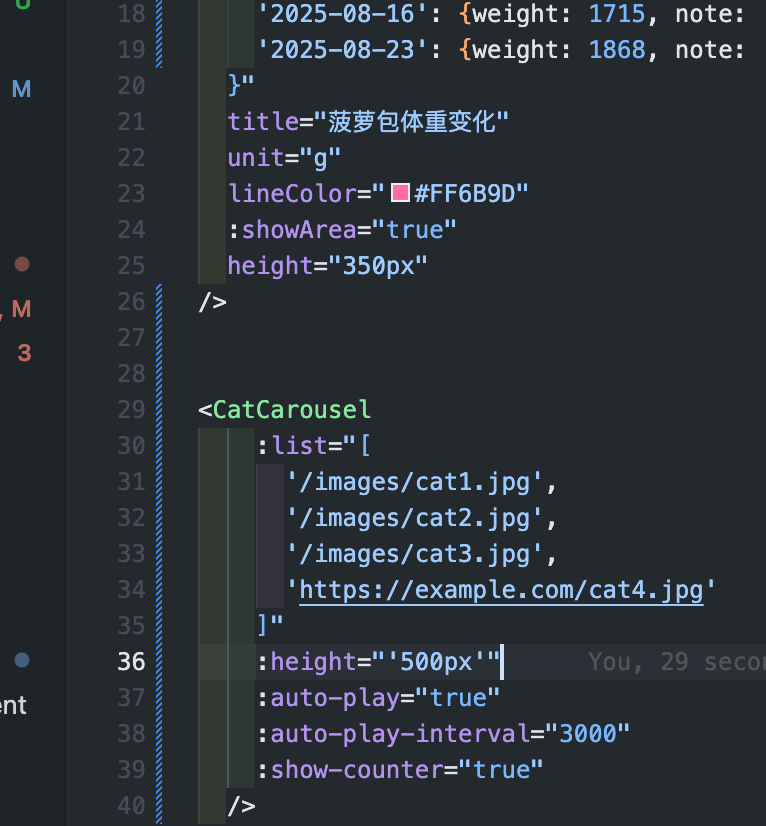 U
18 '2025-08-16': {weight: 1715, note:
19 '2025-08-23': {weight: 1868, note:
M
20 }"
21 title="菠萝包体重变化"
22 unit="g"
23 lineColor="#FF6B9D"
24 :showArea="true"
25 height="350px"
, M
26 />
27
3
28
29 <CatCarousel
30 :list="[
31 '/images/cat1.jpg',
32 '/images/cat2.jpg',
33 '/images/cat3.jpg',
34 'https://example.com/cat4.jpg'
35 ]"
36 :height="'500px'" You, 29 secon
37 :auto-play="true"
ent
38 :auto-play-interval="3000"
39 :show-counter="true"
40 />